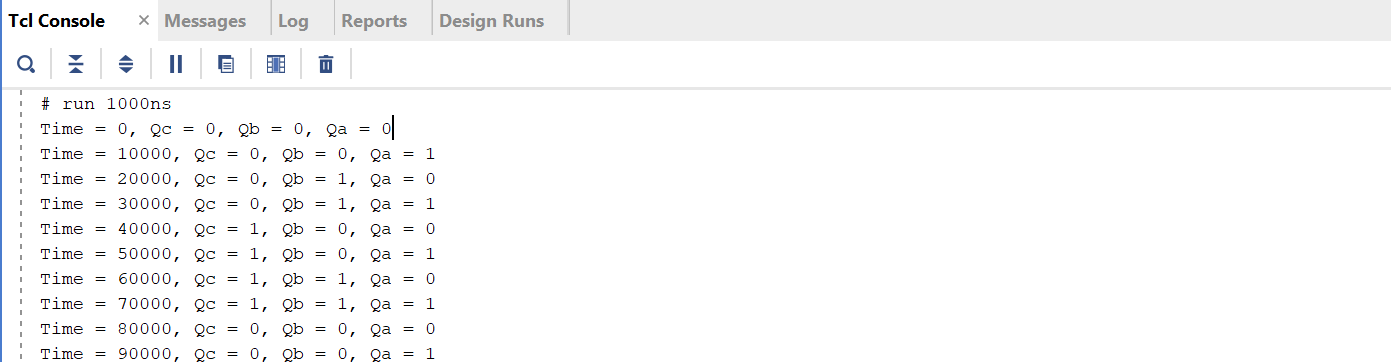 Tcl Console × Messages Log Reports Design Runs
# run 1000ns
Time = 0, Qc = 0, Qb = 0, Qa = 0
Time = 10000, Qc = 0, Qb = 0, Qa = 1
Time = 20000, Qc = 0, Qb = 1, Qa = 0
Time = 30000, Qc = 0, Qb = 1, Qa = 1
Time = 40000, Qc = 1, Qb = 0, Qa = 0
Time = 50000, Qc = 1, Qb = 0, Qa = 1
Time = 60000, Qc = 1, Qb = 1, Qa = 0
Time = 70000, Qc = 1, Qb = 1, Qa = 1
Time = 80000, Qc = 0, Qb = 0, Qa = 0
Time = 90000, Qc = 0, Qb = 0, Qa = 1